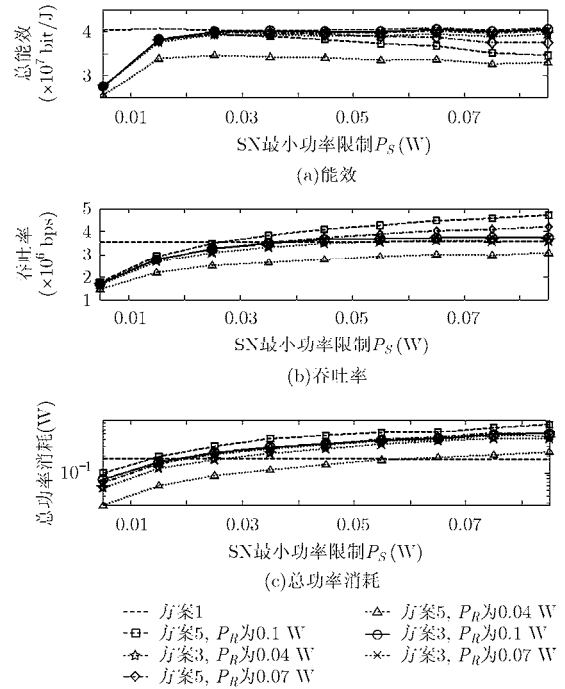 总能效
(×10⁷ bit/J)
4
3
0.01 0.03 0.05 0.07
SN最小功率限制P_S(W)
(a)能效
吞吐率
(×10⁶ bps)
5
4
3
2
1
0.01 0.03 0.05 0.07
SN最小功率限制P_S(W)
(b)吞吐率
总功率消耗(W)
10⁻¹
0.01 0.03 0.05 0.07
SN最小功率限制P_S(W)
(c)总功率消耗
方案1
方案5, P_R为0.1 W
方案3, P_R为0.04 W
方案5, P_R为0.07 W
方案5, P_R为0.04 W
方案3, P_R为0.1 W
方案3, P_R为0.07 W